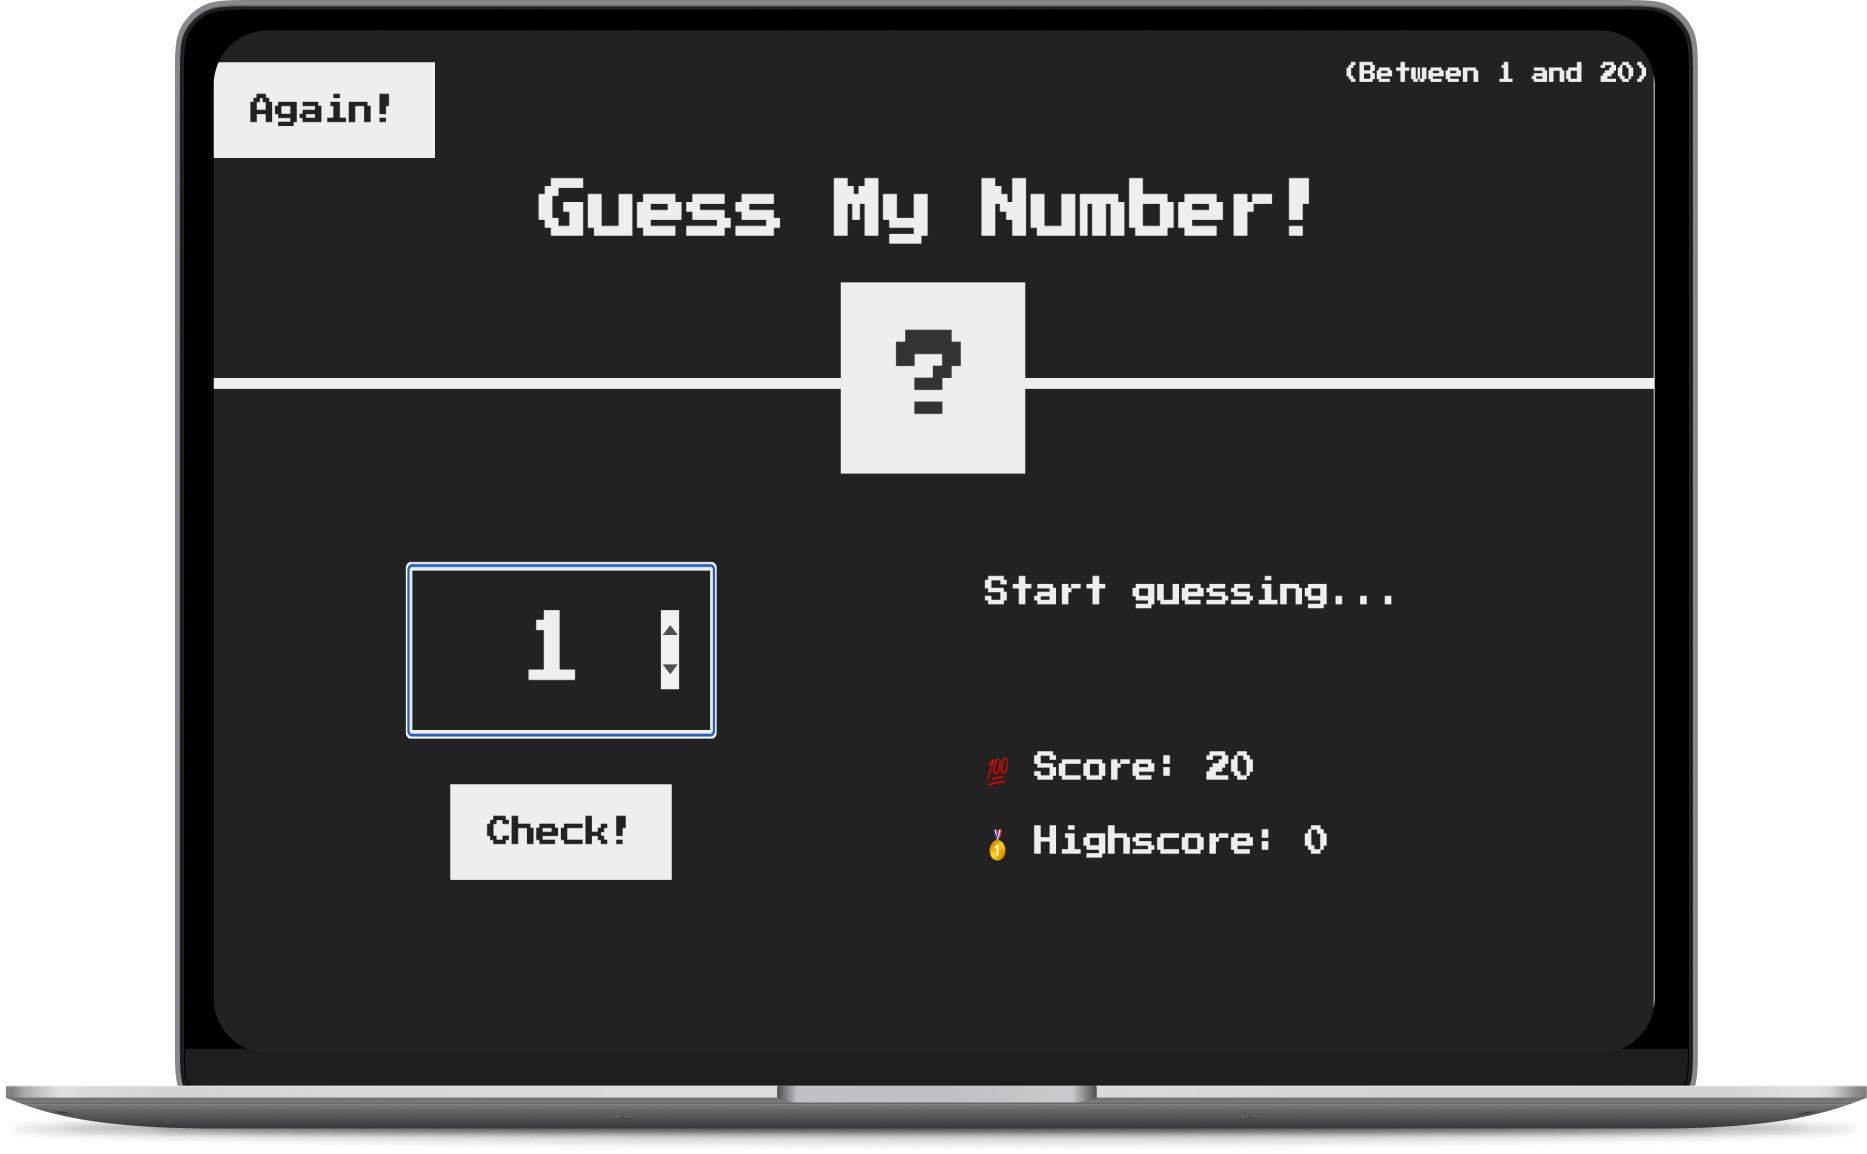 Again!
(Between 1 and 20)
Guess My Number!
?
1
Start guessing...
Check!
💯 Score: 20
🥇 Highscore: 0